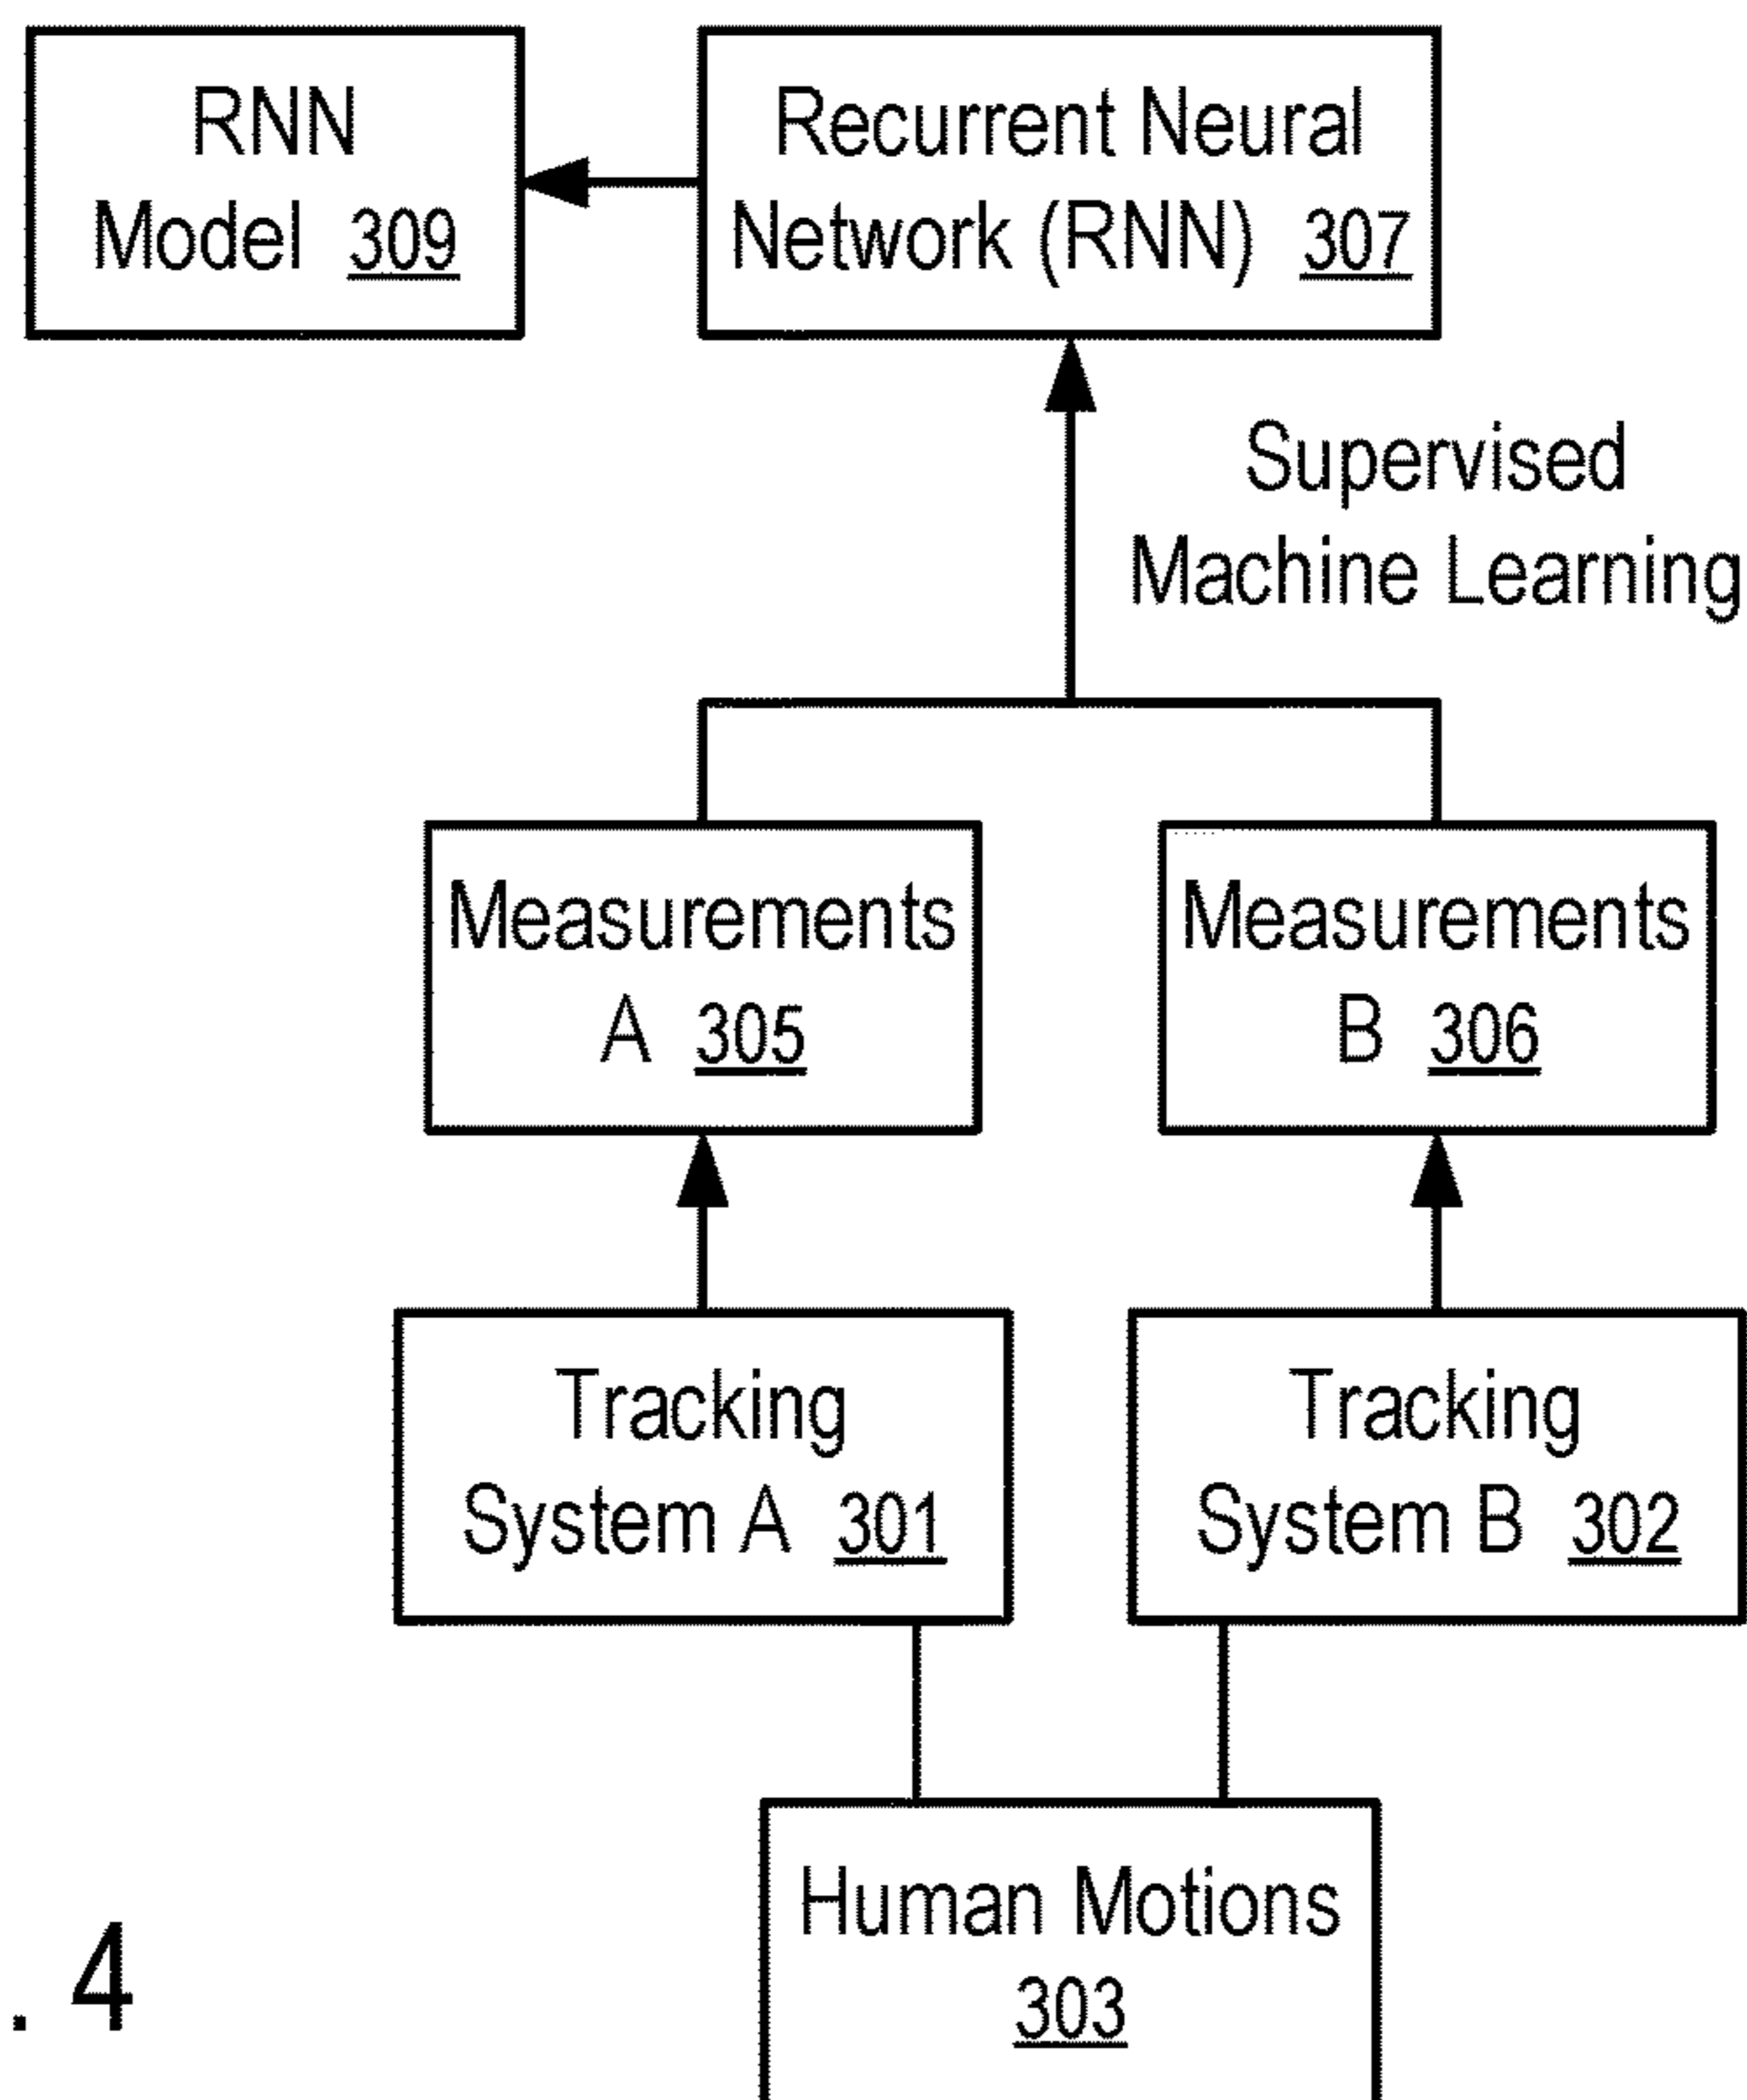 RNN
Model 309
Recurrent Neural
Network (RNN) 307
Supervised
Machine Learning
Measurements
A 305
Measurements
B 306
Tracking
System A 301
Tracking
System B 302
Human Motions
303
. 4